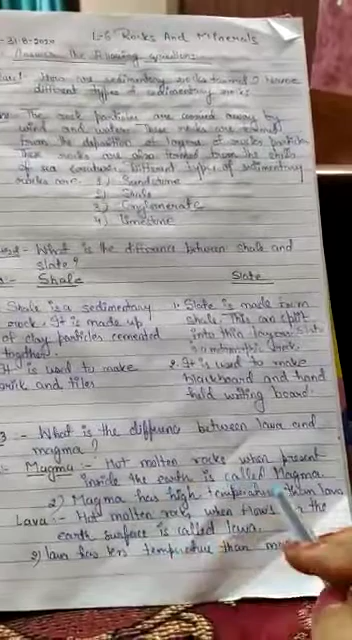 -31-8-2024 L-6 Rocks And Minerals
Answer the following questions
How are sedimentary rocks formed? Name
different types of sedimentary rocks
The rock particles are carried away by
wind and water. These rocks are formed
from the deposition of layers of rocks particles
These rocks are also formed from the shells
of sea creatures. Different types of sedimentary
rocks are. 1) Sandstone
2) Shale
3) Conglomerate
4) limestone
What is the difference between shale and
slate?
Shale Slate
Shale is a sedimentary
rock. It is made up
of clay particles cemented
together.
It is used to make
brick and tiles
1. Slate is made from
shale. This can split
into thin layers. Slate
is a metamorphic rock.
2. It is used to make
blackboard and hand
held writing board.
3 - What is the difference between lava and
magma?
Magma:- Hot molten rocks when present
inside the earth is called Magma.
2) Magma has high temprature than lava
Lava:- Hot molten rock when flows the
earth surface is called lava.
2) lava has temprature than